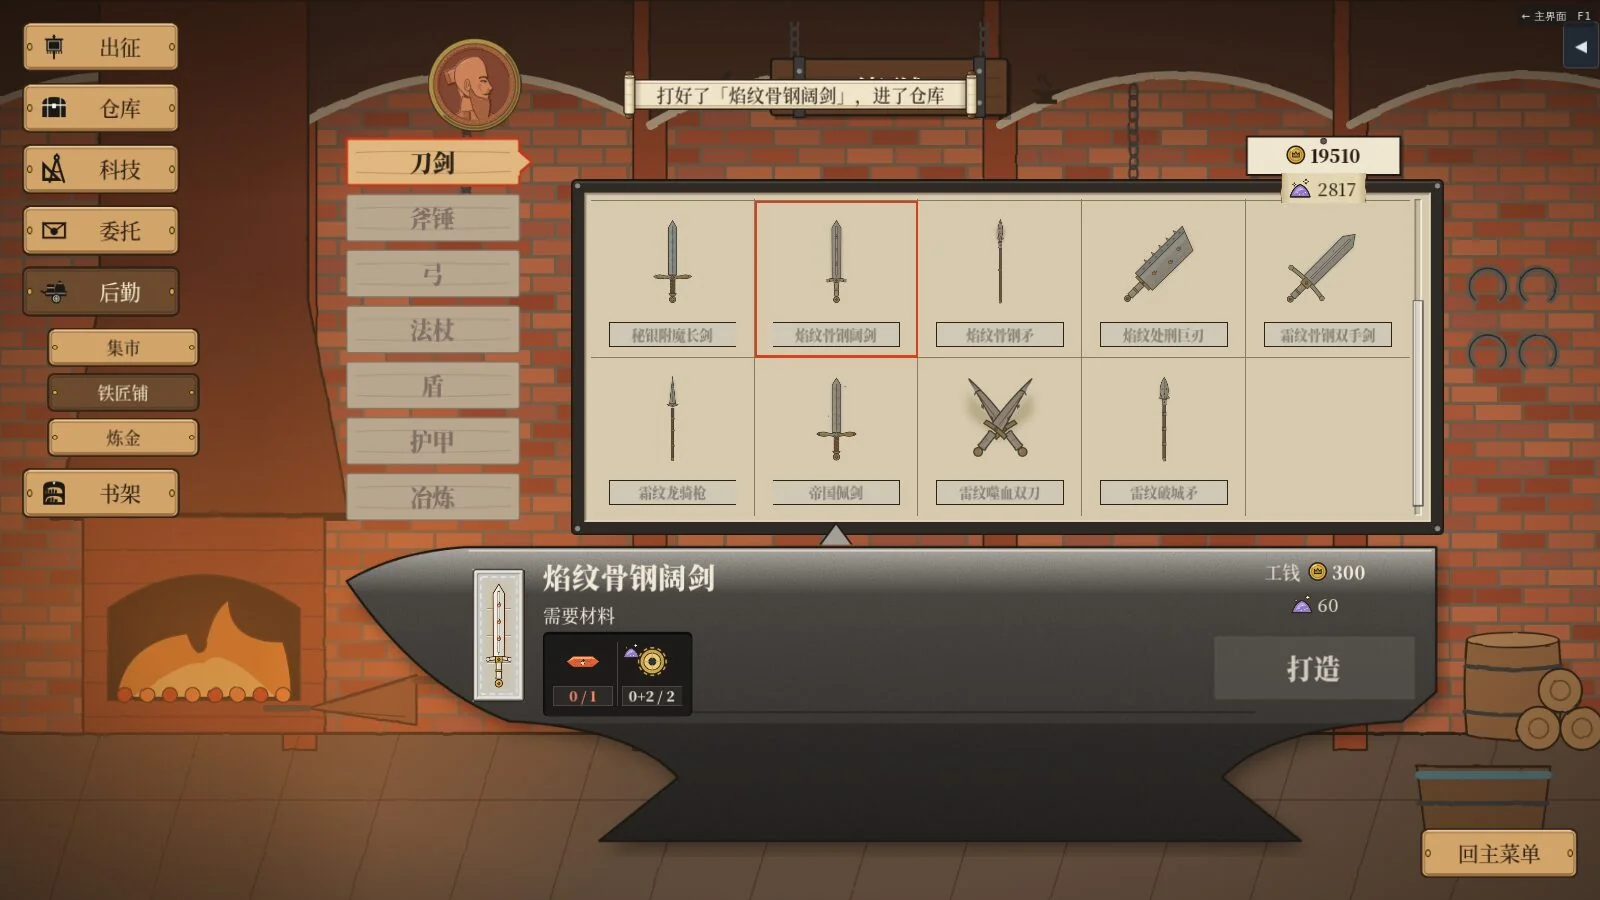 ← 主界面 F1
出征
仓库
科技
委托
后勤
集市
铁匠铺
炼金
书架
打好了「焰纹骨钢阔剑」，进了仓库
19510
2817
刀剑
斧锤
弓
法杖
盾
护甲
冶炼
秘银附魔长剑
焰纹骨钢阔剑
焰纹骨钢矛
焰纹处刑巨刃
霜纹骨钢双手剑
霜纹龙骑枪
帝国佩剑
雷纹噬血双刀
雷纹破城矛
焰纹骨钢阔剑
需要材料
0 / 1
0+2 / 2
工钱 300
60
打造
回主菜单